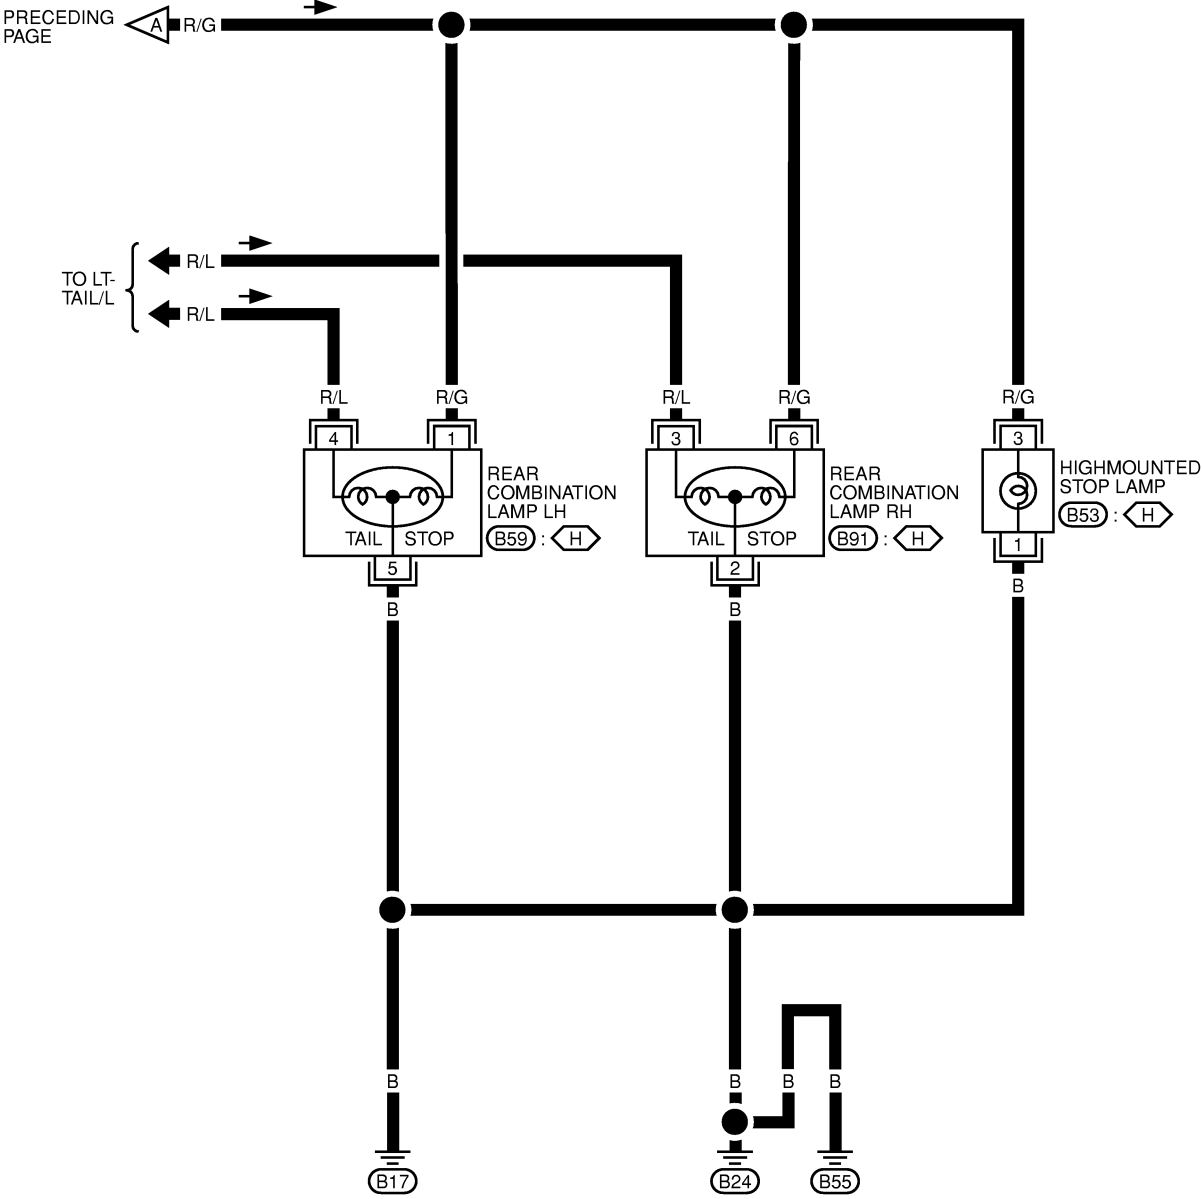 PRECEDING
PAGE
A
R/G
TO LT-
TAIL/L
R/L
R/L
R/L
R/G
R/L
R/G
R/G
4
1
3
6
3
REAR
COMBINATION
LAMP LH
B59 : H
TAIL STOP
REAR
COMBINATION
LAMP RH
B91 : H
TAIL STOP
HIGHMOUNTED
STOP LAMP
B53 : H
5
2
1
B
B
B
B
B
B
B
B17
B24
B55